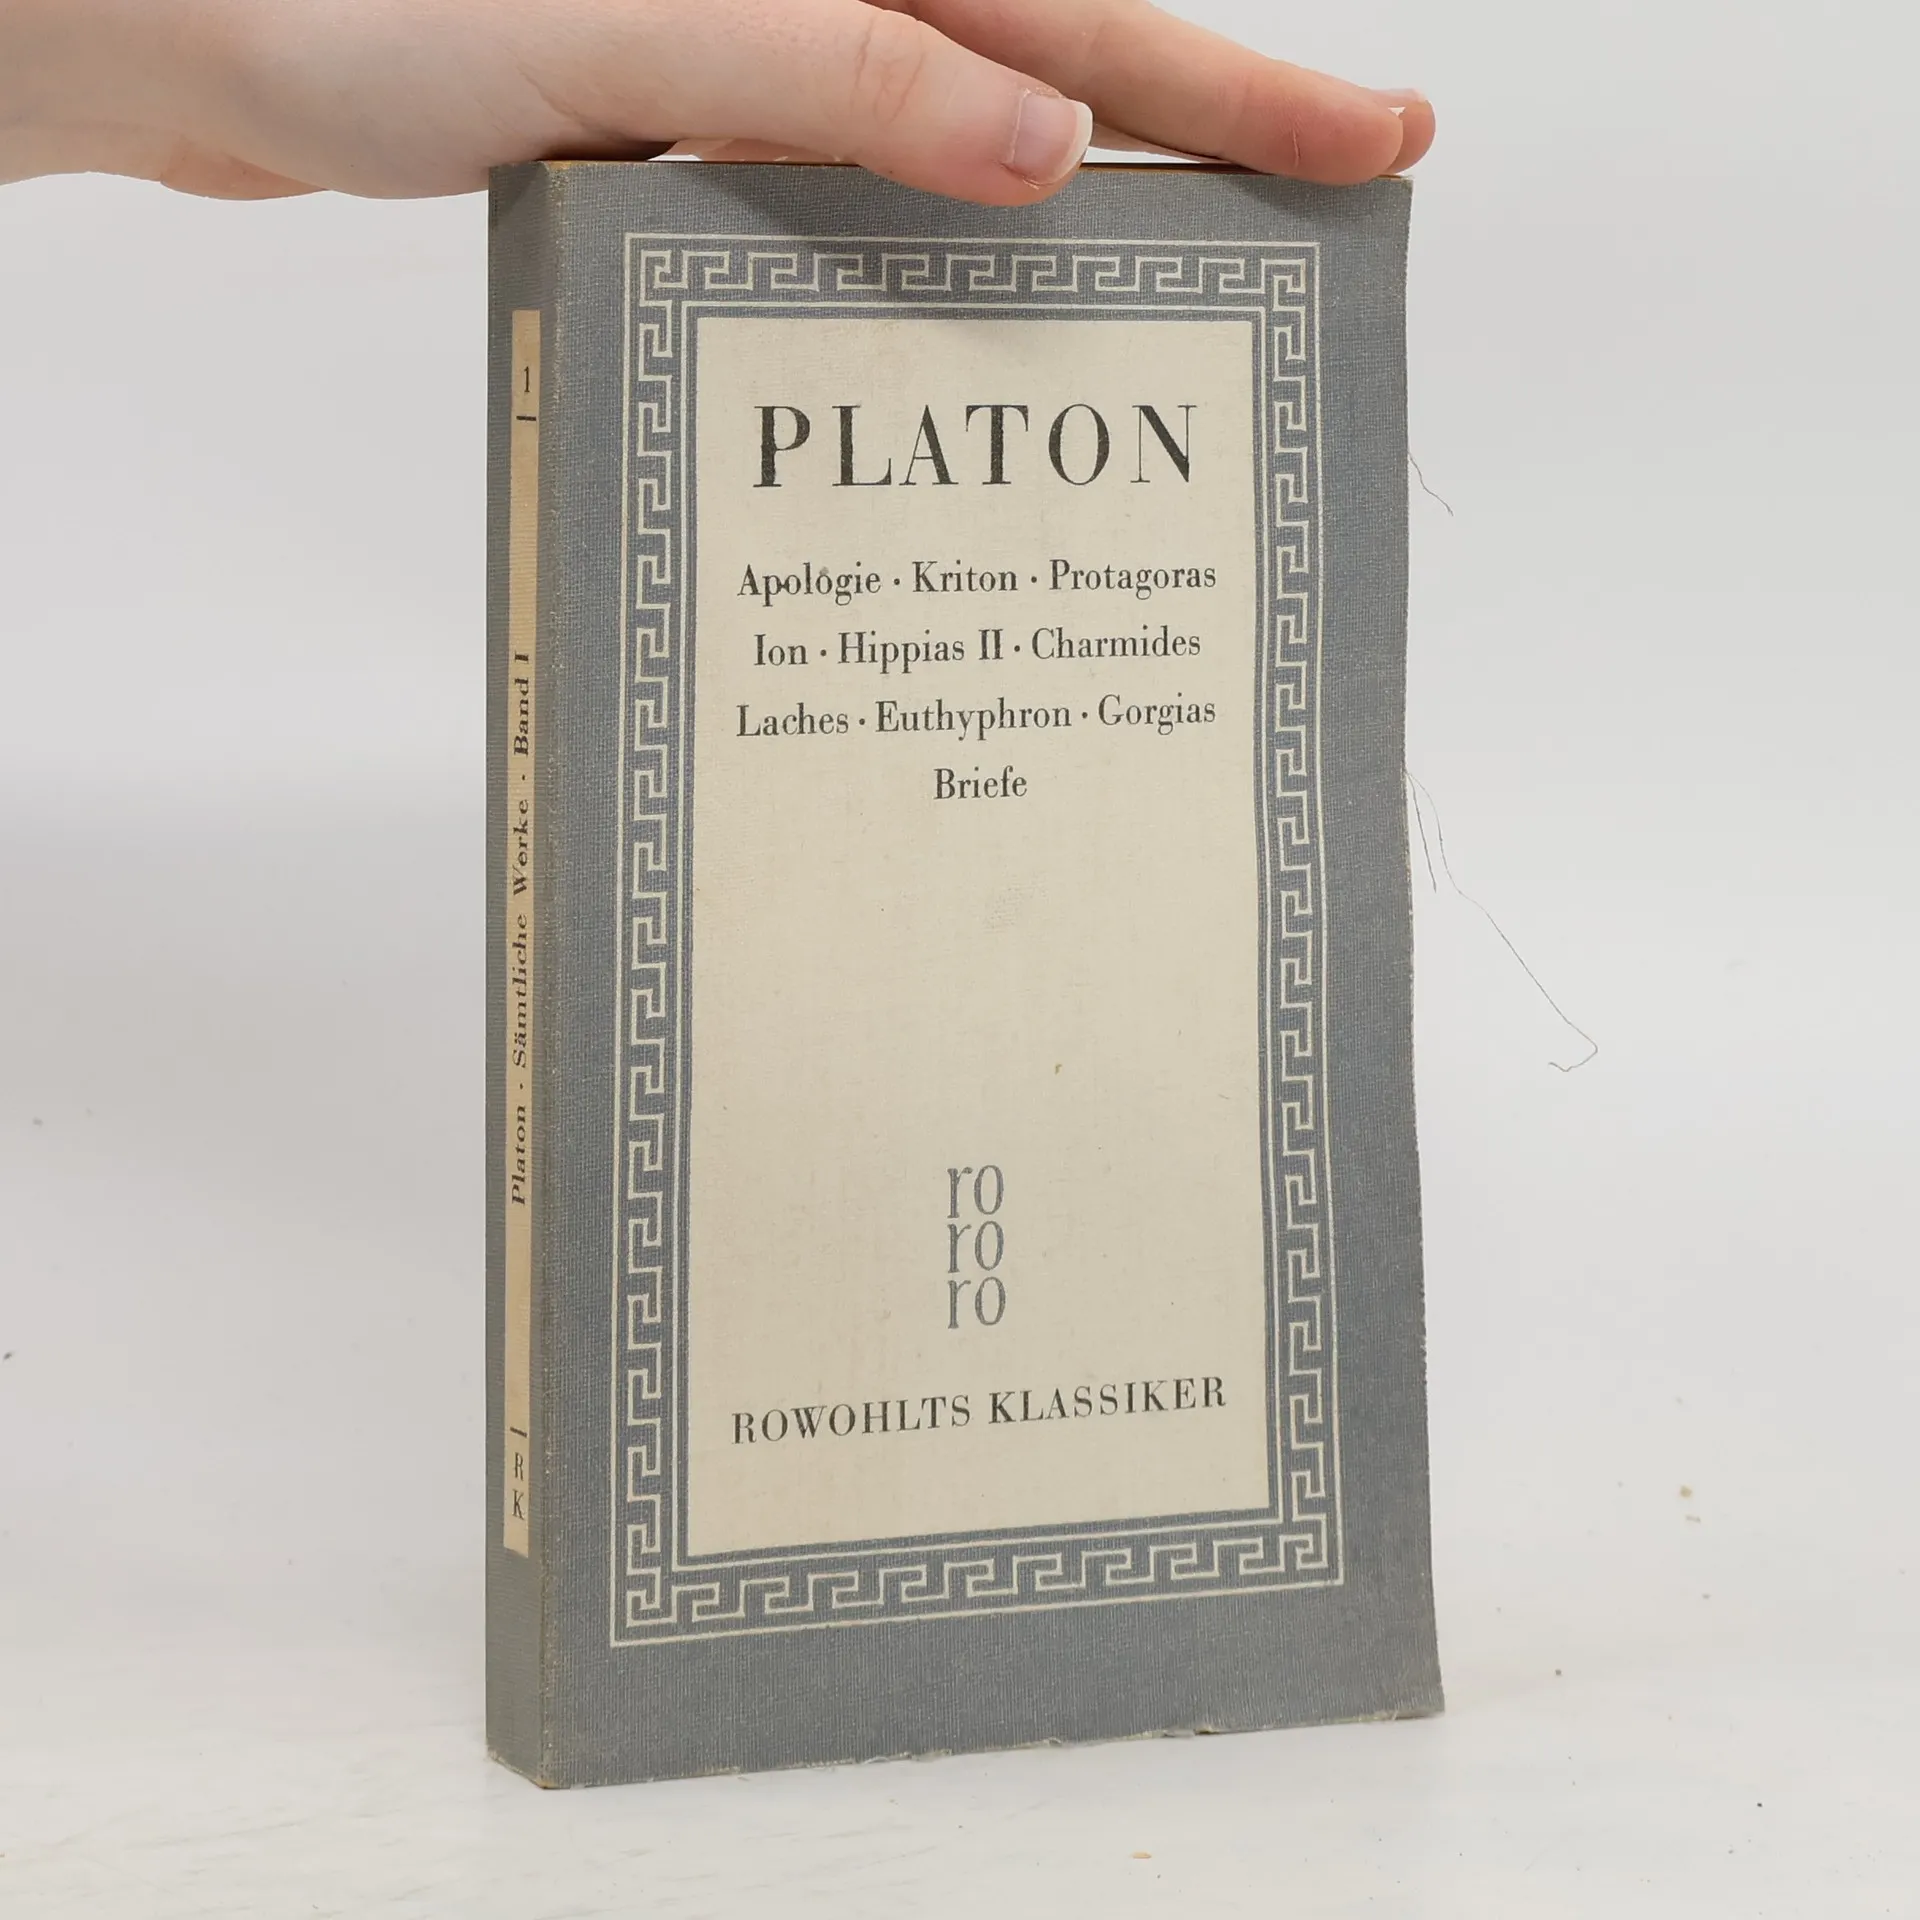 PLATON
Apologie · Kriton · Protagoras
Ion · Hippias II · Charmides
Laches · Euthyphron · Gorgias
Briefe
ro
ro
ro
ROWOHLTS KLASSIKER
1
Platon · Sämtliche Werke · Band I
R
K